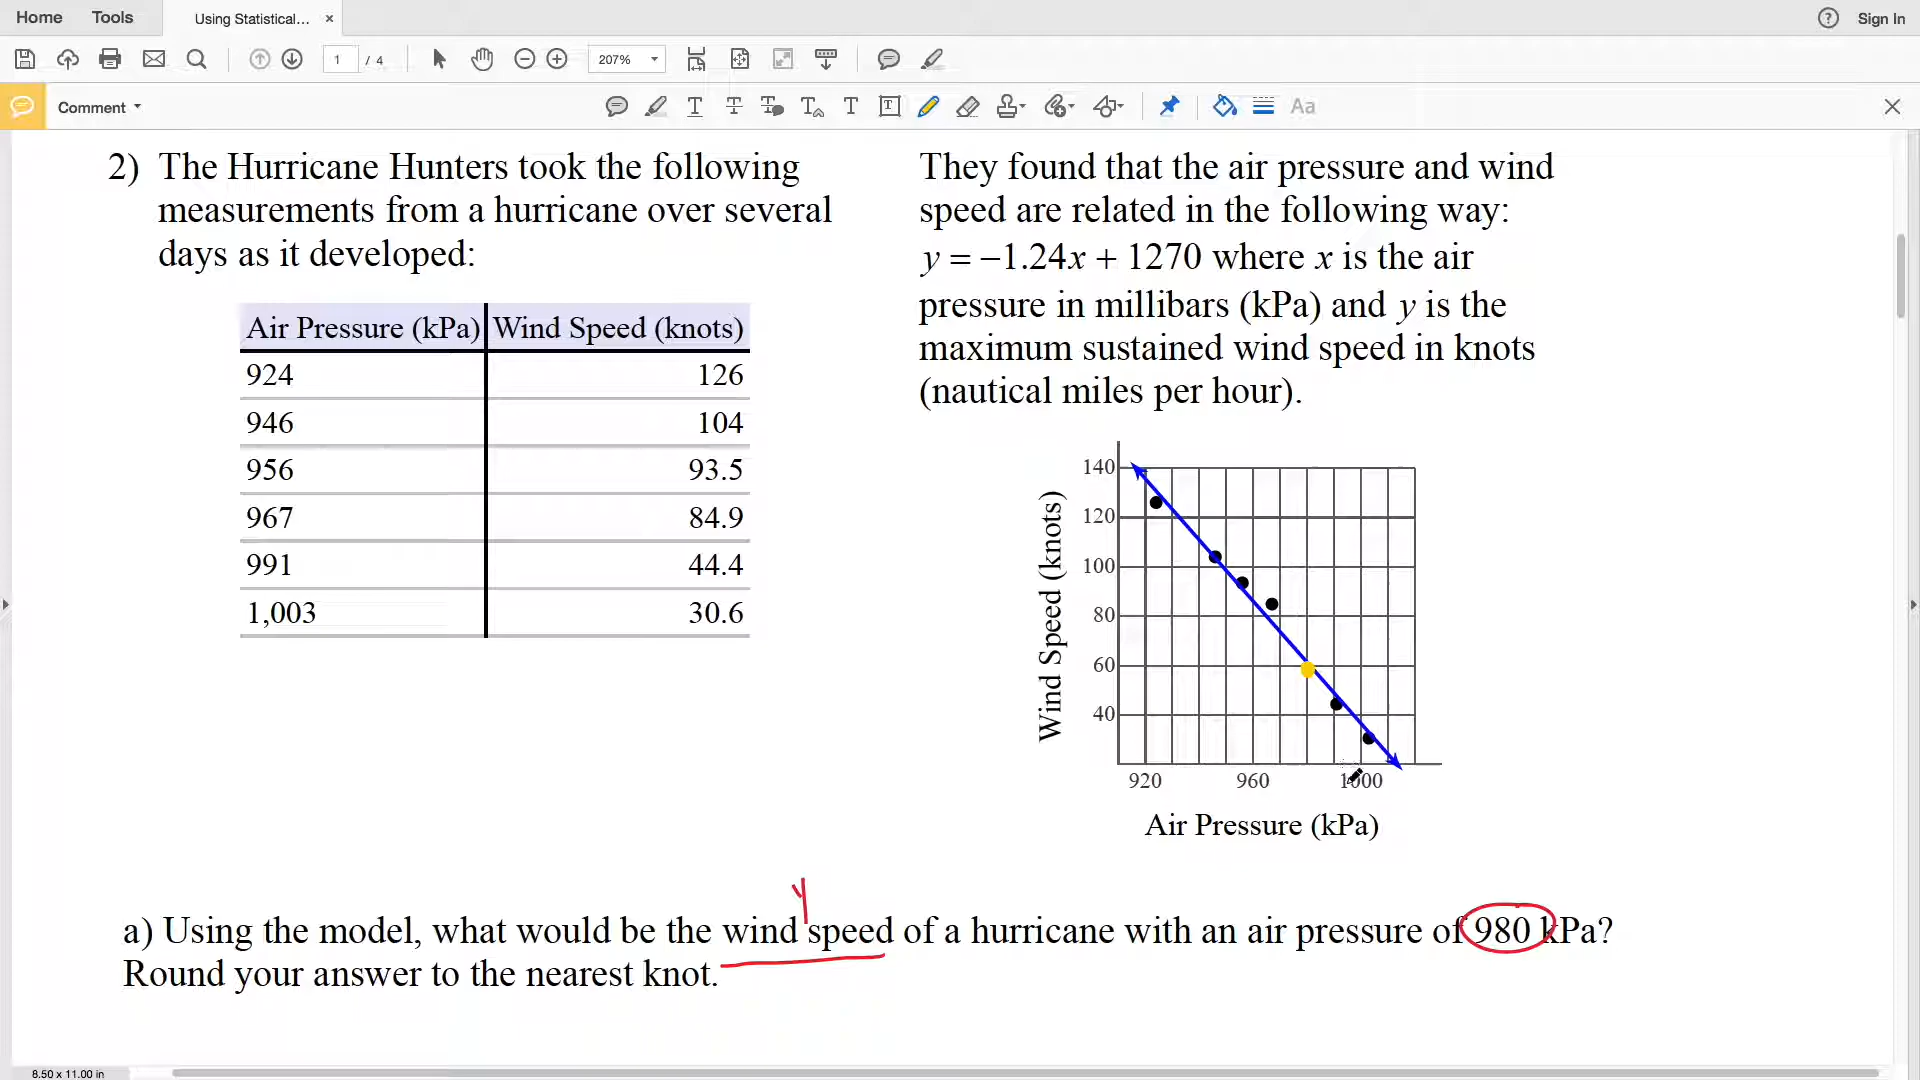 Home Tools Using Statistical... × Sign In
1 / 4 207%
Comment Aa
2) The Hurricane Hunters took the following
measurements from a hurricane over several
days as it developed:
Air Pressure (kPa) Wind Speed (knots)
924 126
946 104
956 93.5
967 84.9
991 44.4
1,003 30.6
They found that the air pressure and wind
speed are related in the following way:
y = −1.24x + 1270 where x is the air
pressure in millibars (kPa) and y is the
maximum sustained wind speed in knots
(nautical miles per hour).
140
120
100
80
60
40
Wind Speed (knots)
920 960 1000
Air Pressure (kPa)
y
a) Using the model, what would be the wind speed of a hurricane with an air pressure of 980 kPa?
Round your answer to the nearest knot.
8.50 x 11.00 in